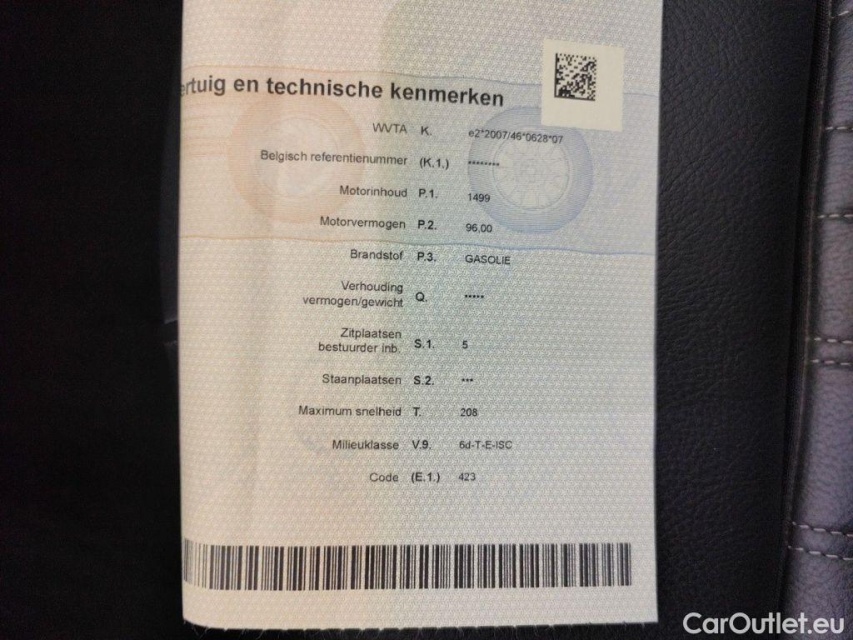 ertuig en technische kenmerken
WVTA K. e2*2007/46*0628*07
Belgisch referentienummer (K.1.) ********
Motorinhoud P.1. 1499
Motorvermogen P.2. 96,00
Brandstof P.3. GASOLIE
Verhouding
vermogen/gewicht Q. *****
Zitplaatsen
bestuurder inb. S.1. 5
Staanplaatsen S.2. ***
Maximum snelheid T. 208
Milieuklasse V.9. 6d-T-E-ISC
Code (E.1.) 423
CarOutlet.eu